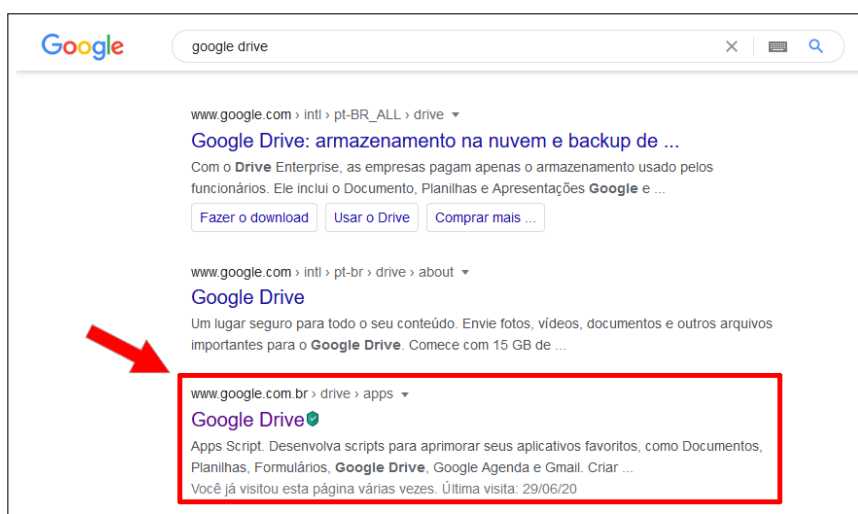 Google
google drive
www.google.com › intl › pt-BR_ALL › drive
Google Drive: armazenamento na nuvem e backup de ...
Com o Drive Enterprise, as empresas pagam apenas o armazenamento usado pelos
funcionários. Ele inclui o Documento, Planilhas e Apresentações Google e ...
Fazer o download Usar o Drive Comprar mais ...
www.google.com › intl › pt-br › drive › about
Google Drive
Um lugar seguro para todo o seu conteúdo. Envie fotos, vídeos, documentos e outros arquivos
importantes para o Google Drive. Comece com 15 GB de ...
www.google.com.br › drive › apps
Google Drive
Apps Script. Desenvolva scripts para aprimorar seus aplicativos favoritos, como Documentos,
Planilhas, Formulários, Google Drive, Google Agenda e Gmail. Criar ...
Você já visitou esta página várias vezes. Última visita: 29/06/20